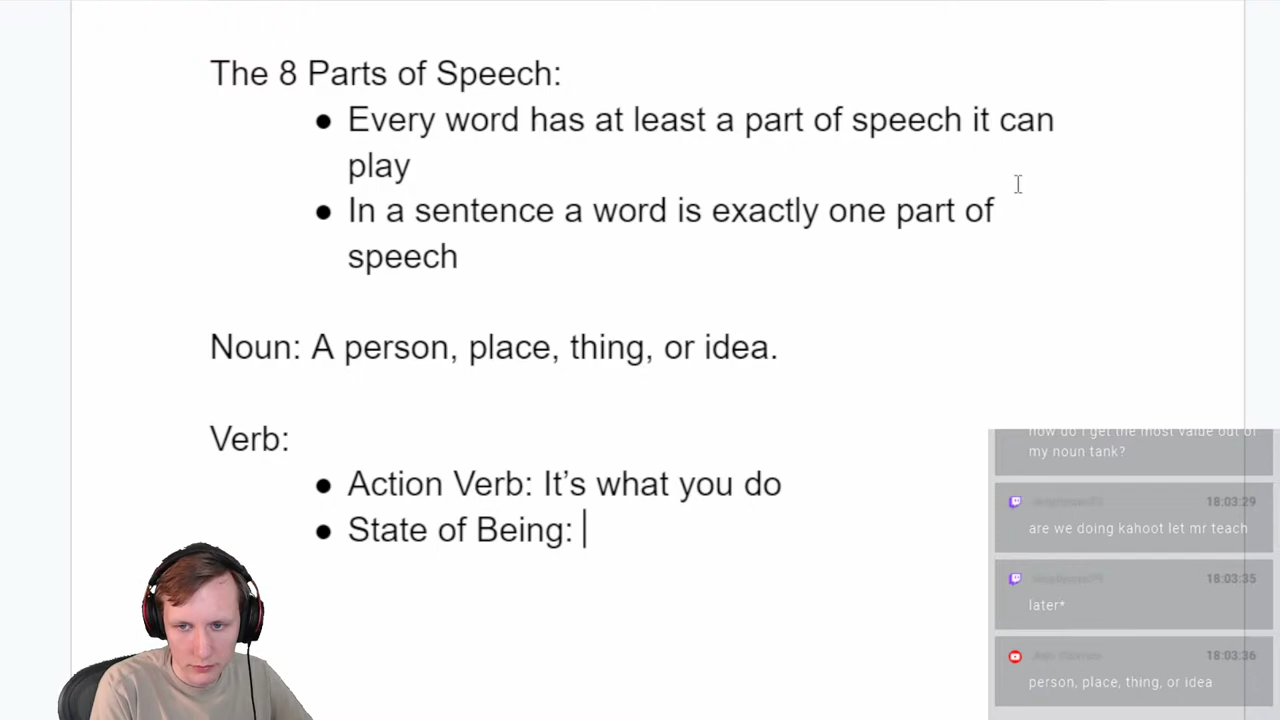 The 8 Parts of Speech:
● Every word has at least a part of speech it can
play
● In a sentence a word is exactly one part of
speech
Noun: A person, place, thing, or idea.
Verb:
● Action Verb: It's what you do
● State of Being:
how do I get the most value out of
my noun tank?
18:03:29
are we doing kahoot let mr teach
18:03:35
later*
18:03:36
person, place, thing, or idea